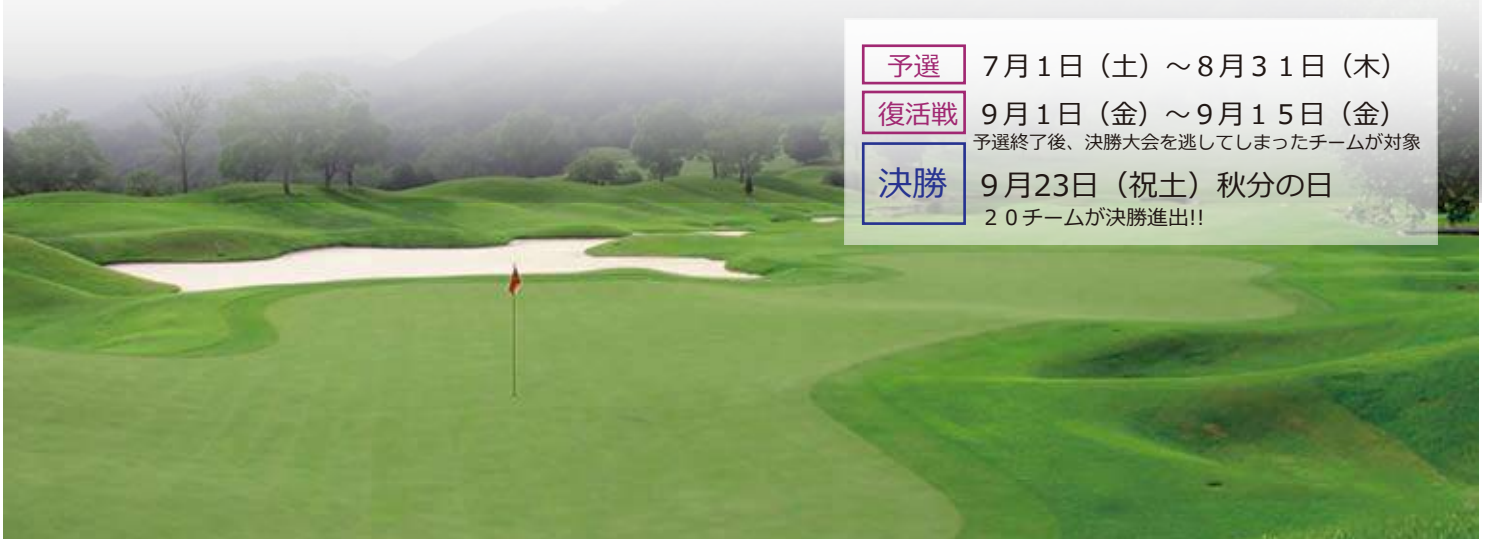 予選 ７月１日（土）～８月３１日（木）
復活戦 ９月１日（金）～９月１５日（金）
予選終了後、決勝大会を逃してしまったチームが対象
決勝 ９月23日（祝土）秋分の日
２０チームが決勝進出!!